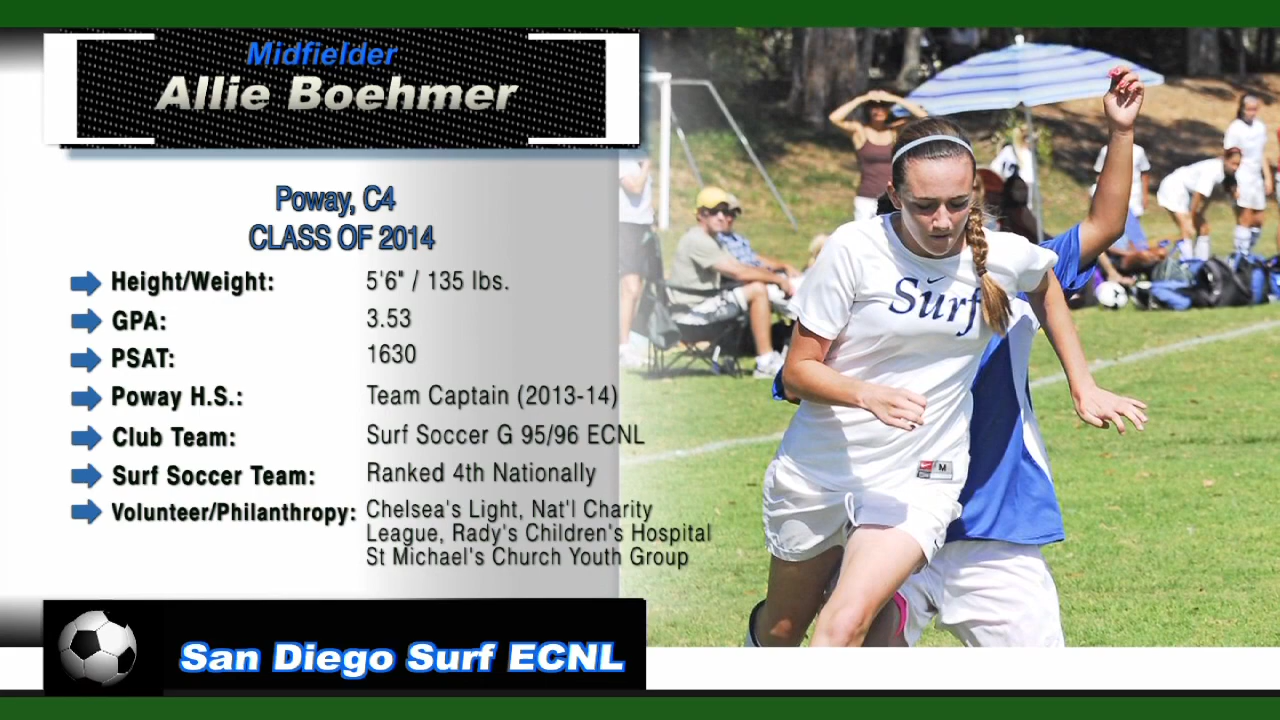 Midfielder
Allie Boehmer
Poway, C4
CLASS OF 2014
Height/Weight: 5'6" / 135 lbs.
GPA: 3.53
PSAT: 1630
Poway H.S.: Team Captain (2013-14)
Club Team: Surf Soccer G 95/96 ECNL
Surf Soccer Team: Ranked 4th Nationally
Volunteer/Philanthropy: Chelsea's Light, Nat'l Charity
League, Rady's Children's Hospital
St Michael's Church Youth Group
San Diego Surf ECNL
Surf
M